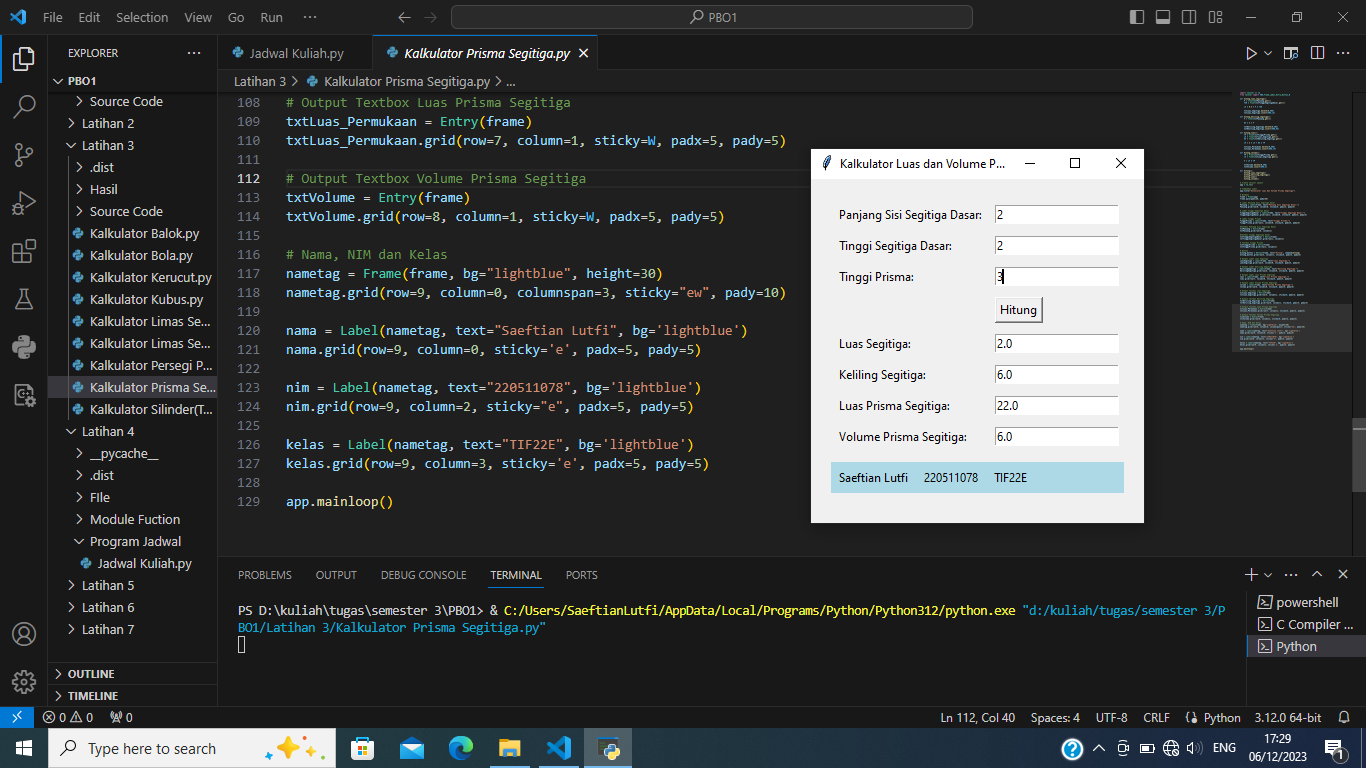 File Edit Selection View Go Run ··· PBO1
EXPLORER ···
PBO1
Source Code
Latihan 2
Latihan 3
.dist
Hasil
Source Code
Kalkulator Balok.py
Kalkulator Bola.py
Kalkulator Kerucut.py
Kalkulator Kubus.py
Kalkulator Limas Se...
Kalkulator Limas Se...
Kalkulator Persegi P...
Kalkulator Prisma Se...
Kalkulator Silinder(T...
Latihan 4
__pycache__
.dist
FIle
Module Fuction
Program Jadwal
Jadwal Kuliah.py
Latihan 5
Latihan 6
Latihan 7
OUTLINE
TIMELINE
Jadwal Kuliah.py Kalkulator Prisma Segitiga.py
Latihan 3 > Kalkulator Prisma Segitiga.py > ...
108 # Output Textbox Luas Prisma Segitiga
109 txtLuas_Permukaan = Entry(frame)
110 txtLuas_Permukaan.grid(row=7, column=1, sticky=W, padx=5, pady=5)
111
112 # Output Textbox Volume Prisma Segitiga
113 txtVolume = Entry(frame)
114 txtVolume.grid(row=8, column=1, sticky=W, padx=5, pady=5)
115
116 # Nama, NIM dan Kelas
117 nametag = Frame(frame, bg="lightblue", height=30)
118 nametag.grid(row=9, column=0, columnspan=3, sticky="ew", pady=10)
119
120 nama = Label(nametag, text="Saeftian Lutfi", bg='lightblue')
121 nama.grid(row=9, column=0, sticky='e', padx=5, pady=5)
122
123 nim = Label(nametag, text="220511078", bg='lightblue')
124 nim.grid(row=9, column=2, sticky="e", padx=5, pady=5)
125
126 kelas = Label(nametag, text="TIF22E", bg='lightblue')
127 kelas.grid(row=9, column=3, sticky='e', padx=5, pady=5)
128
129 app.mainloop()
Kalkulator Luas dan Volume P...
Panjang Sisi Segitiga Dasar: 2
Tinggi Segitiga Dasar: 2
Tinggi Prisma: 3
Hitung
Luas Segitiga: 2.0
Keliling Segitiga: 6.0
Luas Prisma Segitiga: 22.0
Volume Prisma Segitiga: 6.0
Saeftian Lutfi 220511078 TIF22E
PROBLEMS OUTPUT DEBUG CONSOLE TERMINAL PORTS
PS D:\kuliah\tugas\semester 3\PBO1> & C:/Users/SaeftianLutfi/AppData/Local/Programs/Python/Python312/python.exe "d:/kuliah/tugas/semester 3/P
BO1/Latihan 3/Kalkulator Prisma Segitiga.py"
powershell
C Compiler ...
Python
0 0 0 Ln 112, Col 40 Spaces: 4 UTF-8 CRLF Python 3.12.0 64-bit
Type here to search
ENG
17:29
06/12/2023
1